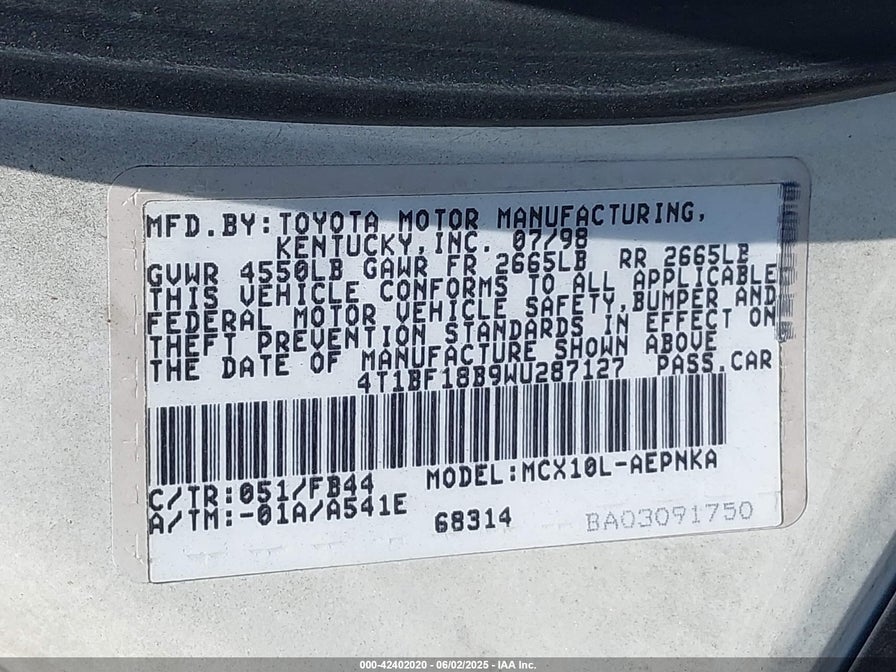 MFD.BY:TOYOTA MOTOR MANUFACTURING,
KENTUCKY,INC. 07/98
GVWR 4550LB GAWR FR 2665LB RR 2665LB
THIS VEHICLE CONFORMS TO ALL APPLICABLE
FEDERAL MOTOR VEHICLE SAFETY,BUMPER AND
THEFT PREVENTION STANDARDS IN EFFECT ON
THE DATE OF MANUFACTURE SHOWN ABOVE
4T1BF18B9WU287127 PASS.CAR
C/TR:051/FB44 MODEL:MCX10L-AEPNKA
A/TM:-01A/A541E 68314 BA03091750
000-42402020 - 06/02/2025 - IAA Inc.